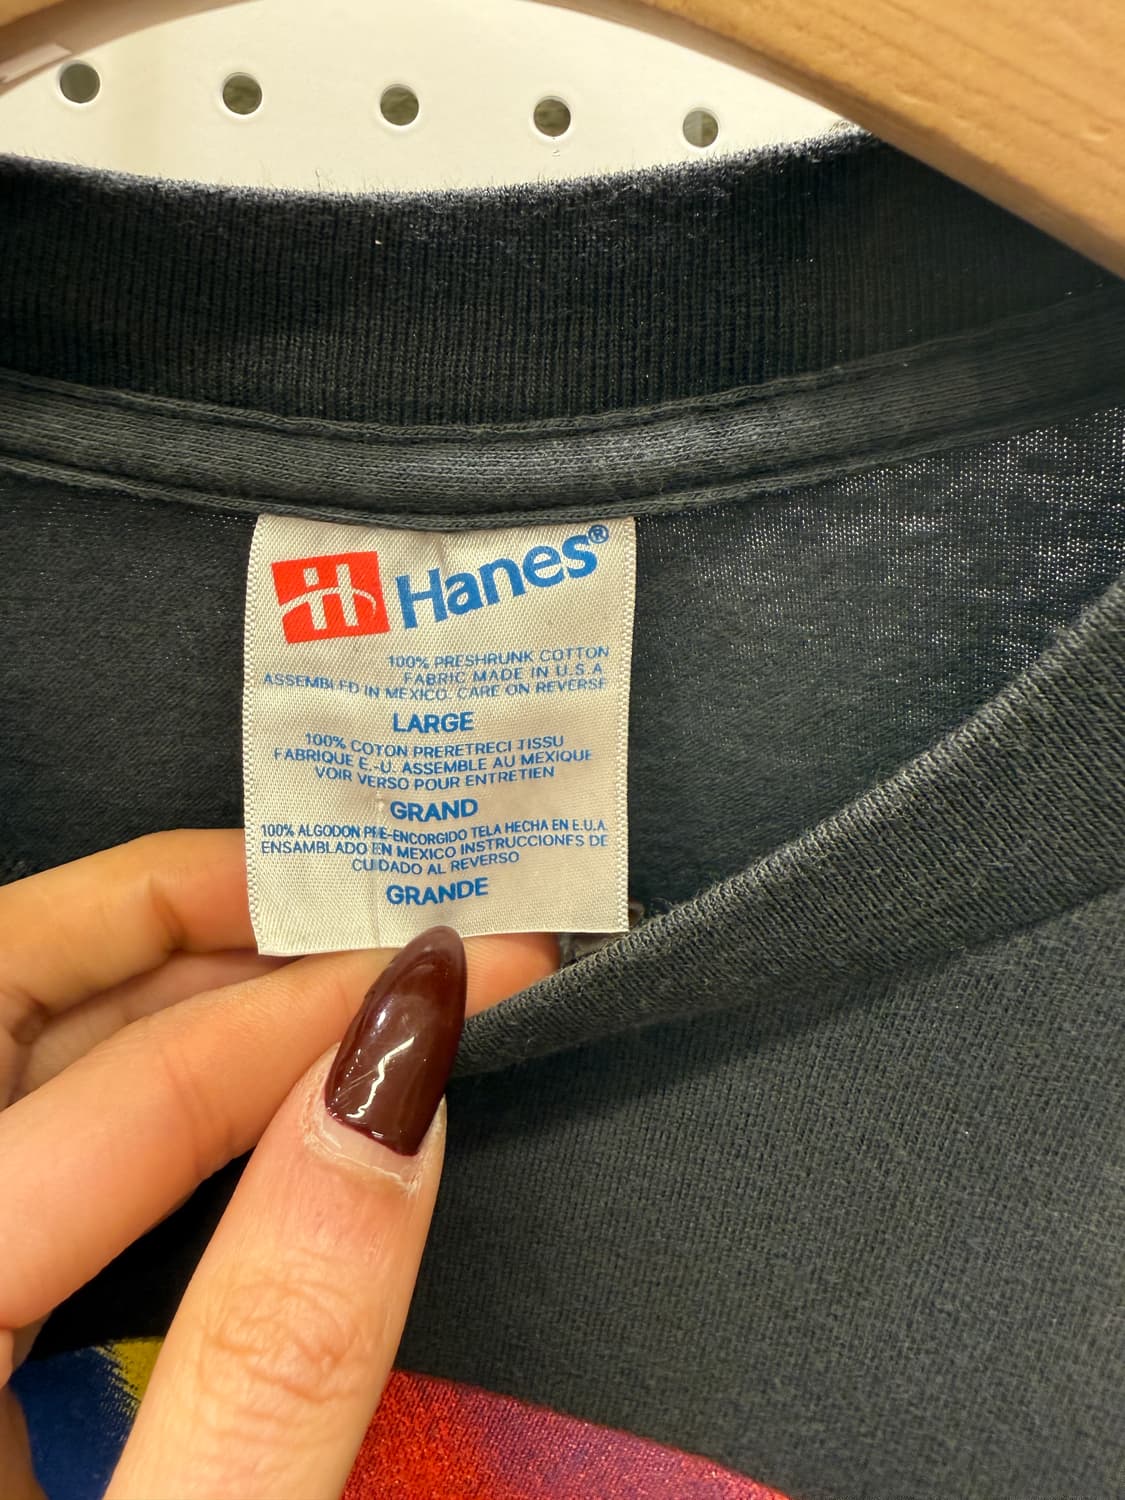 H Hanes®
100% PRESHRUNK COTTON
FABRIC MADE IN U.S.A
ASSEMBLED IN MEXICO. CARE ON REVERSE
LARGE
100% COTON PRERETRECI TISSU
FABRIQUE E.-U. ASSEMBLE AU MEXIQUE
VOIR VERSO POUR ENTRETIEN
GRAND
100% ALGODON PRE-ENCORGIDO TELA HECHA EN E.U.A.
ENSAMBLADO EN MEXICO INSTRUCCIONES DE
CUIDADO AL REVERSO
GRANDE